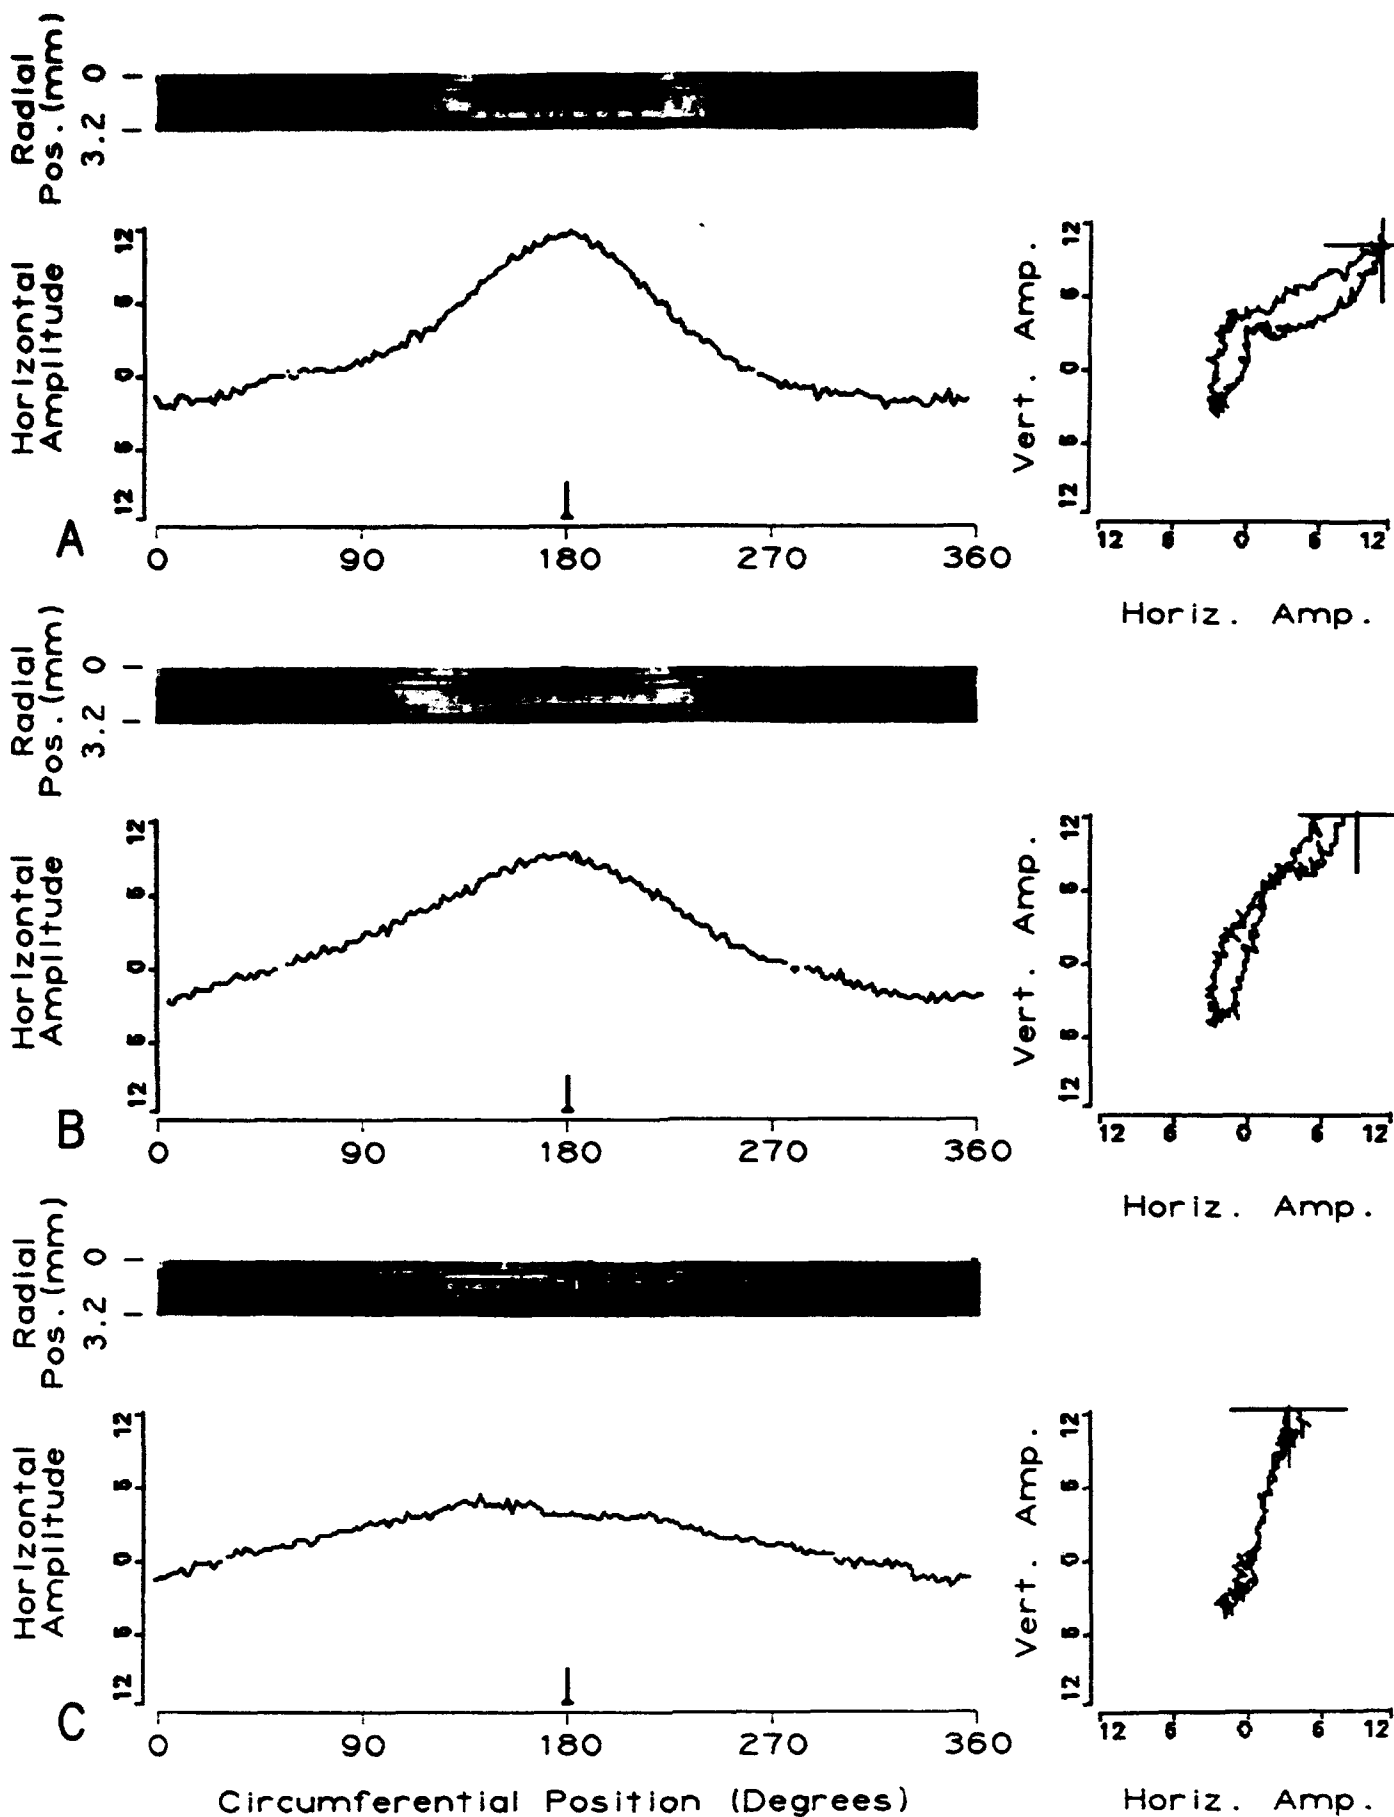 Radial
Pos. (mm)
0
3.2
Horizontal
Amplitude
12
6
0
6
12
A
0 90 180 270 360
Vert. Amp.
12
6
0
6
12
12 6 0 6 12
Horiz. Amp.
Radial
Pos. (mm)
0
3.2
Horizontal
Amplitude
12
6
0
6
12
B
0 90 180 270 360
Vert. Amp.
12
6
0
6
12
12 6 0 6 12
Horiz. Amp.
Radial
Pos. (mm)
0
3.2
Horizontal
Amplitude
12
6
0
6
12
C
0 90 180 270 360
Circumferential Position (Degrees)
Vert. Amp.
12
6
0
6
12
12 6 0 6 12
Horiz. Amp.